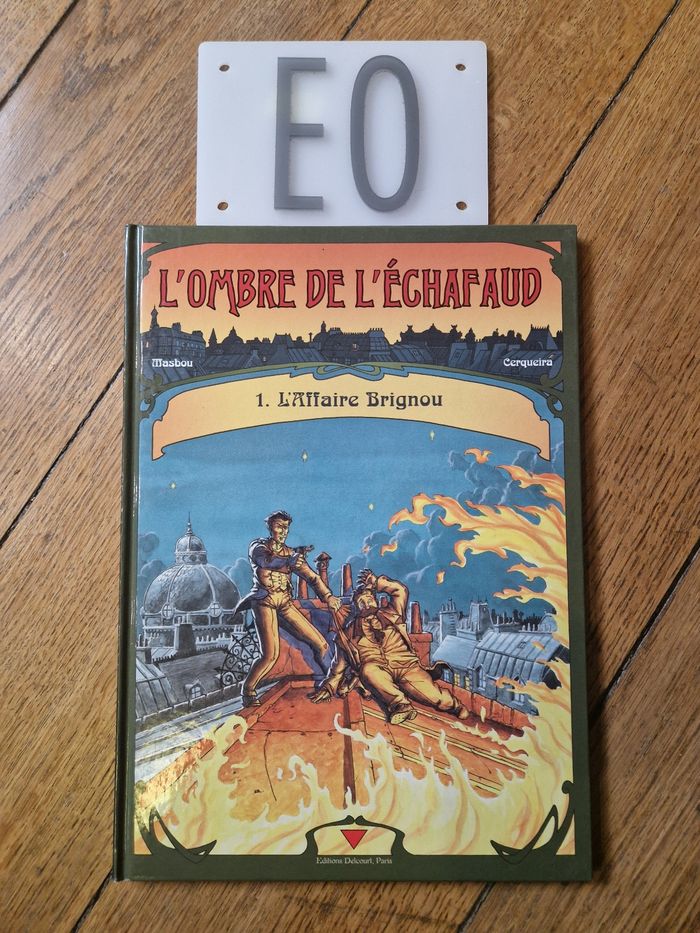 EO
L'OMBRE DE L'ÉCHAFAUD
Masbou Cerqueira
1. L'Affaire Brignou
Editions Delcourt, Paris